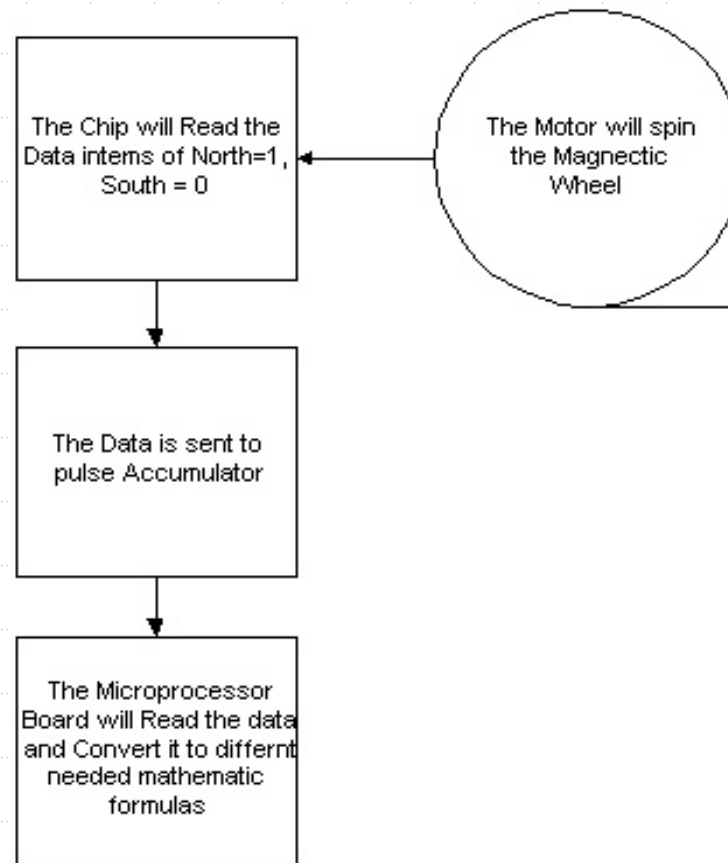 The Chip will Read the
Data interns of North=1,
South = 0
The Motor will spin
the Magnectic
Wheel
The Data is sent to
pulse Accumulator
The Microprocessor
Board will Read the data
and Convert it to differnt
needed mathematic
formulas